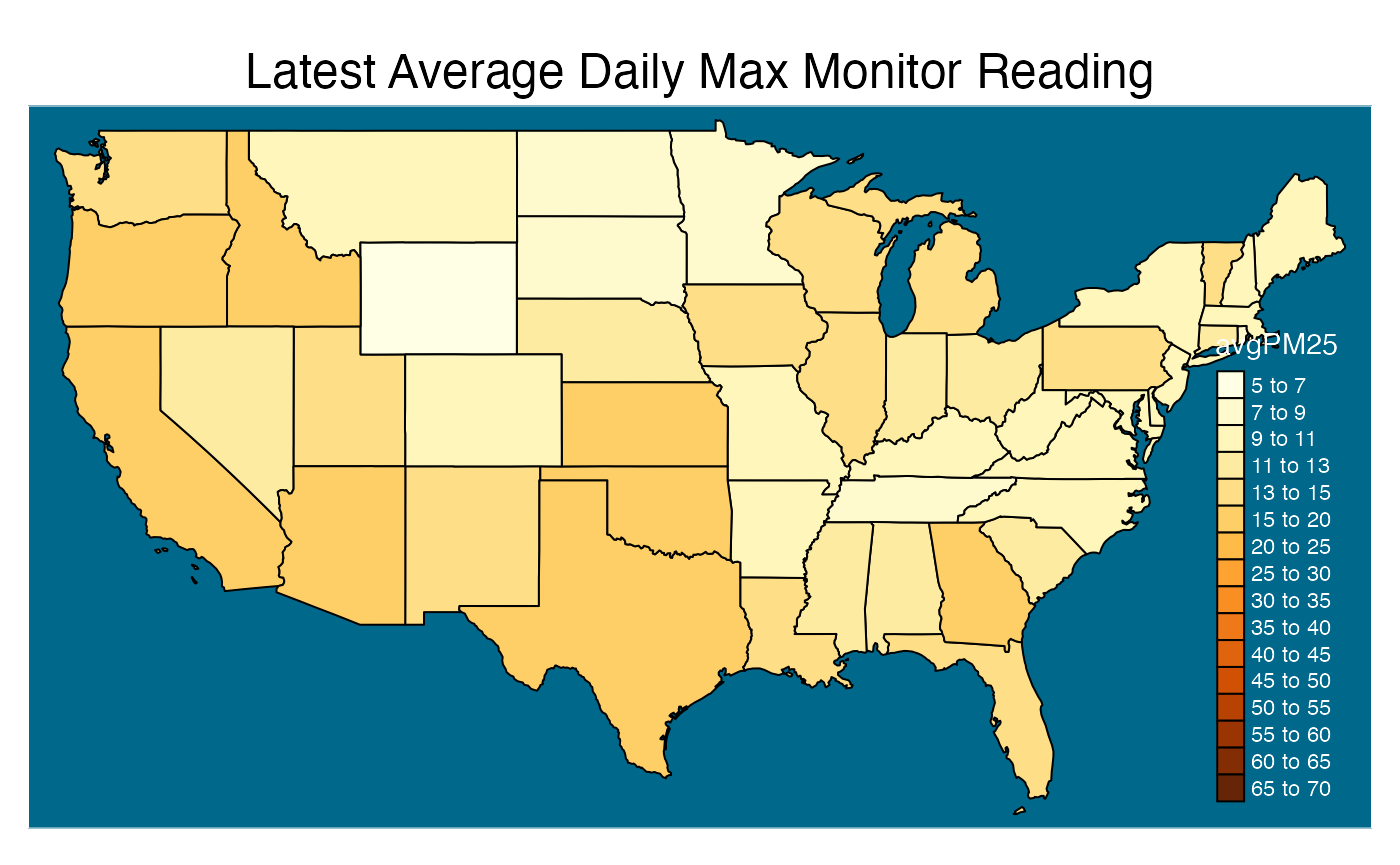 Latest Average Daily Max Monitor Reading
avgPM25
5 to 7
7 to 9
9 to 11
11 to 13
13 to 15
15 to 20
20 to 25
25 to 30
30 to 35
35 to 40
40 to 45
45 to 50
50 to 55
55 to 60
60 to 65
65 to 70